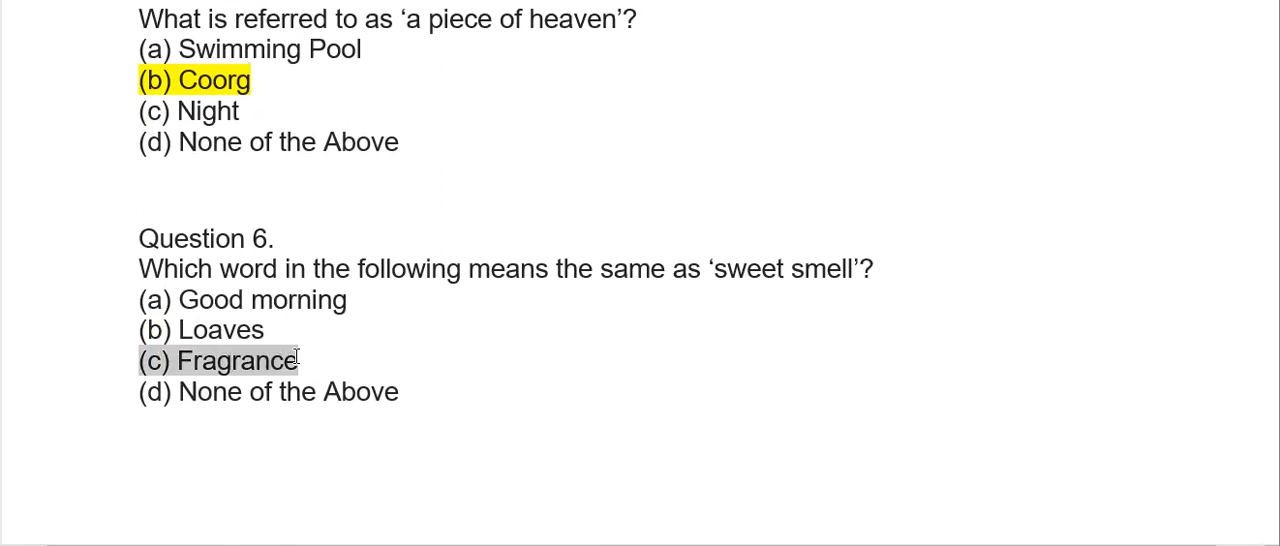 What is referred to as ‘a piece of heaven’?
(a) Swimming Pool
(b) Coorg
(c) Night
(d) None of the Above
Question 6.
Which word in the following means the same as ‘sweet smell’?
(a) Good morning
(b) Loaves
(c) Fragrance
(d) None of the Above